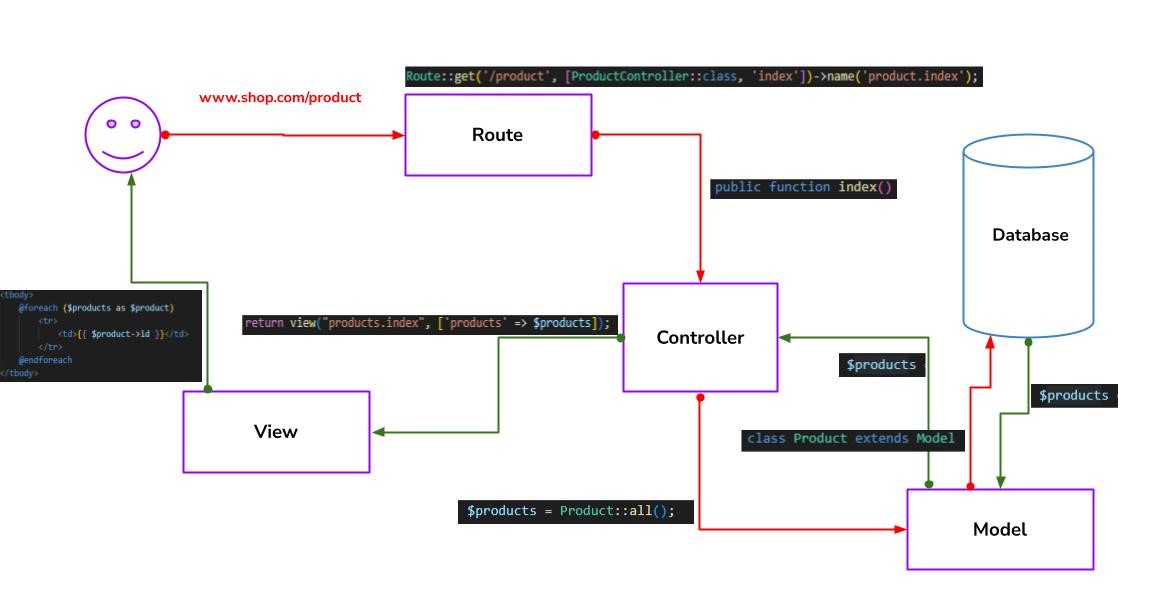 Route::get('/product', [ProductController::class, 'index'])->name('product.index');
www.shop.com/product
Route
public function index()
Database
<tbody>
@foreach ($products as $product)
<tr>
<td>{{ $product->id }}</td>
</tr>
@endforeach
</tbody>
return view("products.index", ['products' => $products]);
Controller
$products
$products
View
class Product extends Model
$products = Product::all();
Model